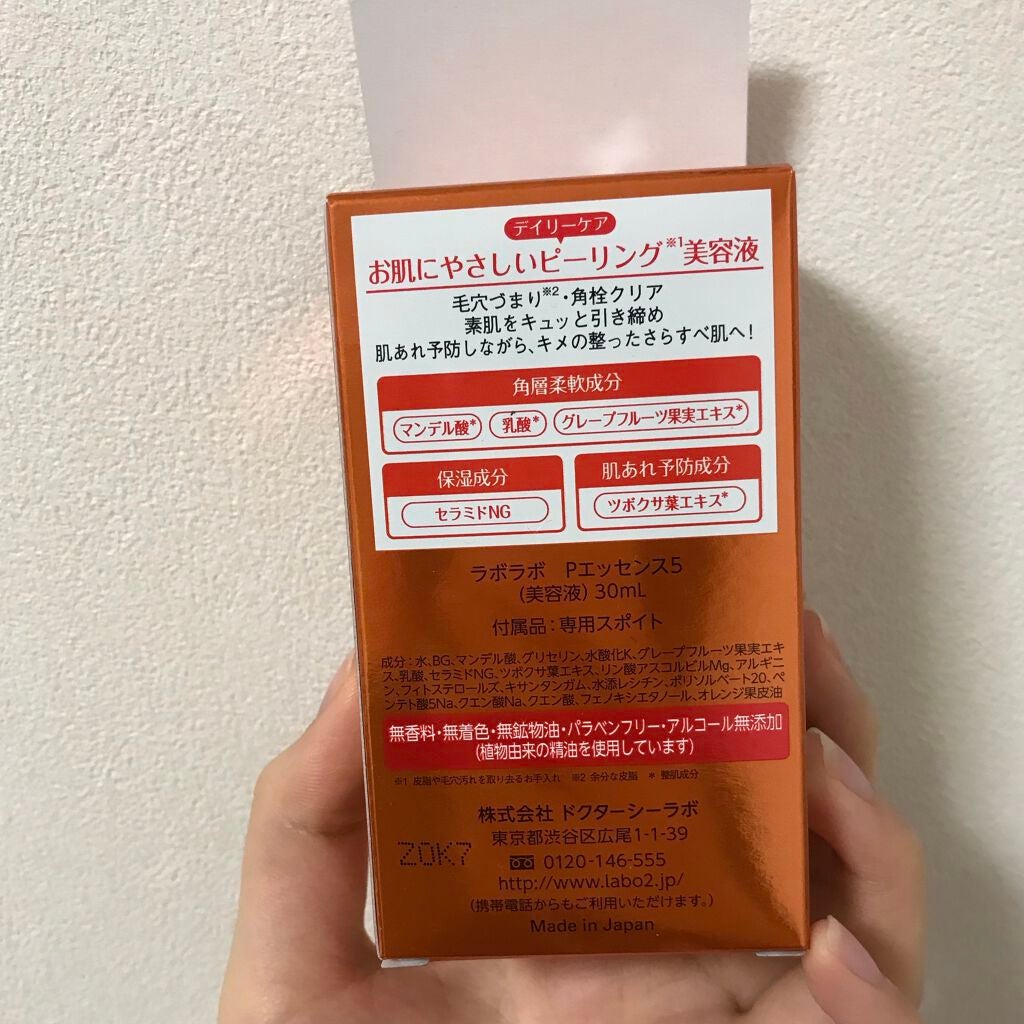 デイリーケア
お肌にやさしいピーリング※1美容液
毛穴づまり※2・角栓クリア
素肌をキュッと引き締め
肌あれ予防しながら、キメの整ったさらすべ肌へ!
角層柔軟成分
マンデル酸* 乳酸* グレープフルーツ果実エキス*
保湿成分
セラミドNG
肌あれ予防成分
ツボクサ葉エキス*
ラボラボ Pエッセンス5
(美容液) 30mL
付属品:専用スポイト
成分:水、BG、マンデル酸、グリセリン、水酸化K、グレープフルーツ果実エキ
ス、乳酸、セラミドNG、ツボクサ葉エキス、リン酸アスコルビルMg、アルギニ
ン、フィトステロールズ、キサンタンガム、水添レシチン、ポリソルベート20、ペ
ンテト酸5Na、クエン酸Na、クエン酸、フェノキシエタノール、オレンジ果皮油
無香料・無着色・無鉱物油・パラベンフリー・アルコール無添加
(植物由来の精油を使用しています)
※1 皮脂や毛穴汚れを取り去るお手入れ ※2 余分な皮脂 * 整肌成分
株式会社 ドクターシーラボ
東京都渋谷区広尾1-1-39
0120-146-555
http://www.labo2.jp/
(携帯電話からもご利用いただけます。)
Made in Japan
ZOK7